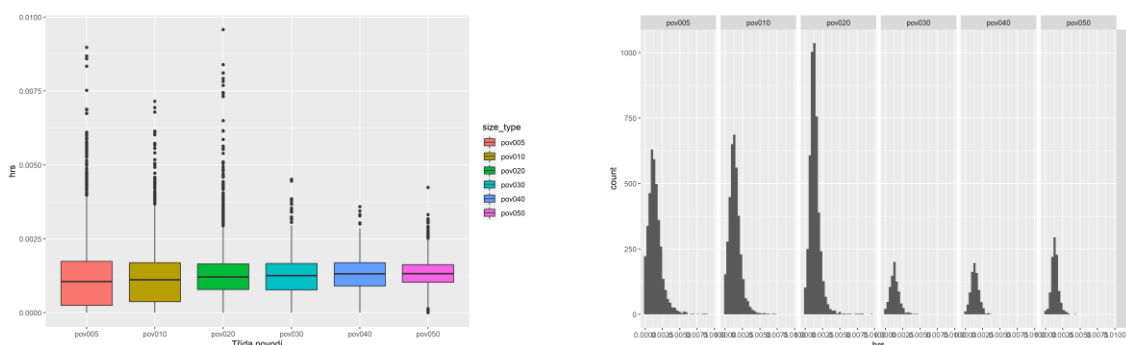 0.0100
0.0075
0.0050
0.0025
0.0000
hrs
pov005 pov010 pov020 pov030 pov040 pov050
Třída povodí
size_type
pov005
pov010
pov020
pov030
pov040
pov050
pov005 pov010 pov020 pov030 pov040 pov050
1000
750
500
250
0
count
hrs